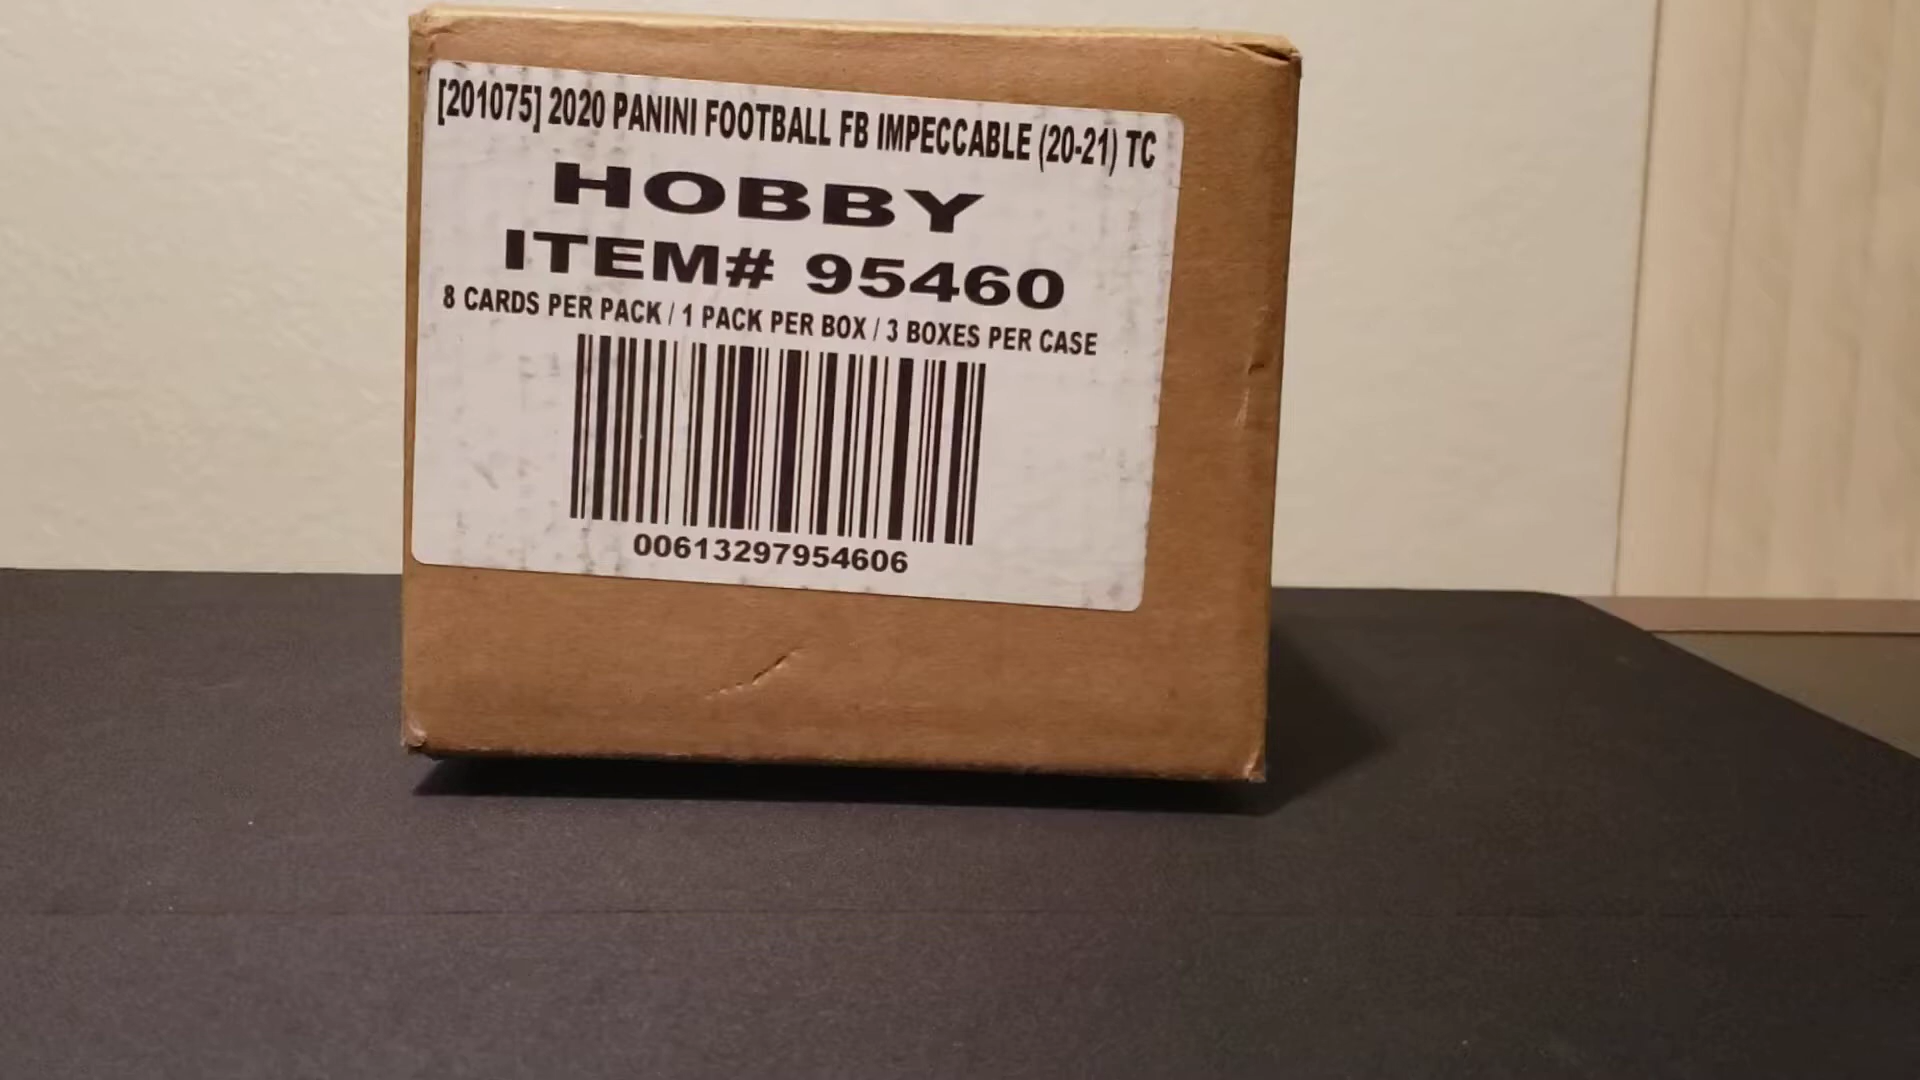 [201075] 2020 PANINI FOOTBALL FB IMPECCABLE (20-21) TC
HOBBY
ITEM# 95460
8 CARDS PER PACK / 1 PACK PER BOX / 3 BOXES PER CASE
00613297954606